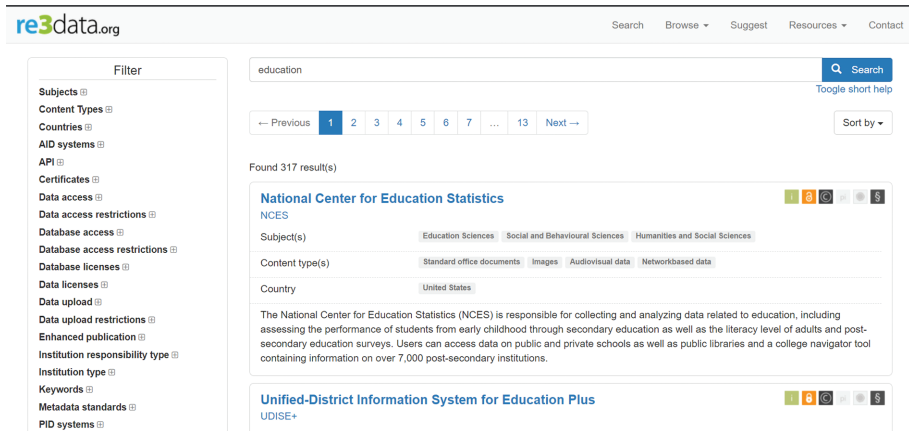 re3data.org
Search Browse Suggest Resources Contact
Filter
Subjects
Content Types
Countries
AID systems
API
Certificates
Data access
Data access restrictions
Database access
Database access restrictions
Database licenses
Data licenses
Data upload
Data upload restrictions
Enhanced publication
Institution responsibility type
Institution type
Keywords
Metadata standards
PID systems
education
Search
Toogle short help
← Previous 1 2 3 4 5 6 7 ... 13 Next →
Sort by
Found 317 result(s)
National Center for Education Statistics
NCES
Subject(s) Education Sciences Social and Behavioural Sciences Humanities and Social Sciences
Content type(s) Standard office documents Images Audiovisual data Networkbased data
Country United States
The National Center for Education Statistics (NCES) is responsible for collecting and analyzing data related to education, including
assessing the performance of students from early childhood through secondary education as well as the literacy level of adults and post-
secondary education surveys. Users can access data on public and private schools as well as public libraries and a college navigator tool
containing information on over 7,000 post-secondary institutions.
Unified-District Information System for Education Plus
UDISE+